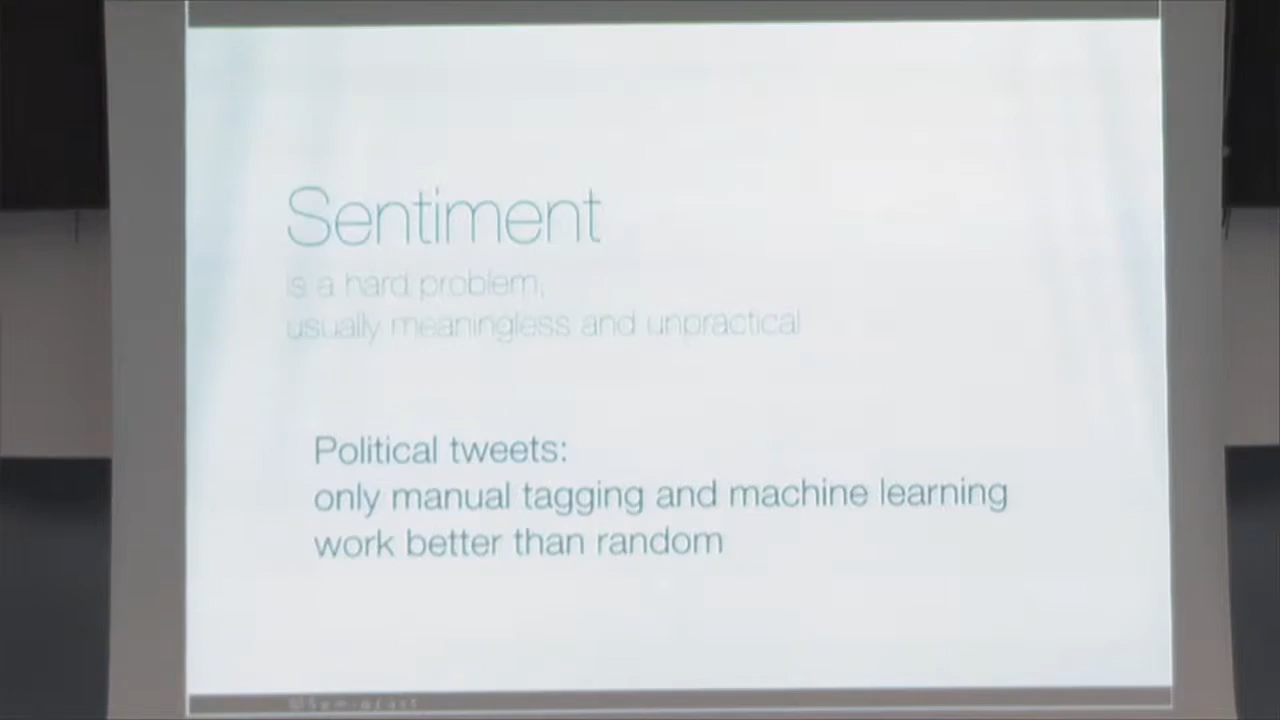 Sentiment
is a hard problem,
usually meaningless and unpractical
Political tweets:
only manual tagging and machine learning
work better than random
©Semiocast